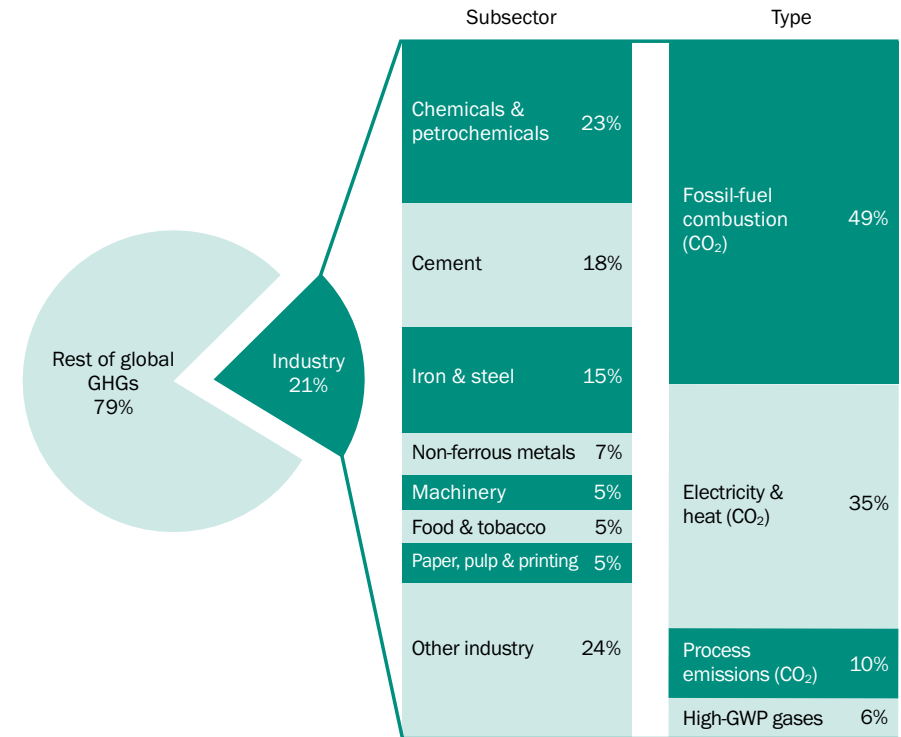 Subsector
Type
Rest of global
GHGs
79%
Industry
21%
Chemicals &
petrochemicals 23%
Cement 18%
Iron & steel 15%
Non-ferrous metals 7%
Machinery 5%
Food & tobacco 5%
Paper, pulp & printing 5%
Other industry 24%
Fossil-fuel
combustion 49%
(CO₂)
Electricity &
heat (CO₂) 35%
Process
emissions (CO₂) 10%
High-GWP gases 6%